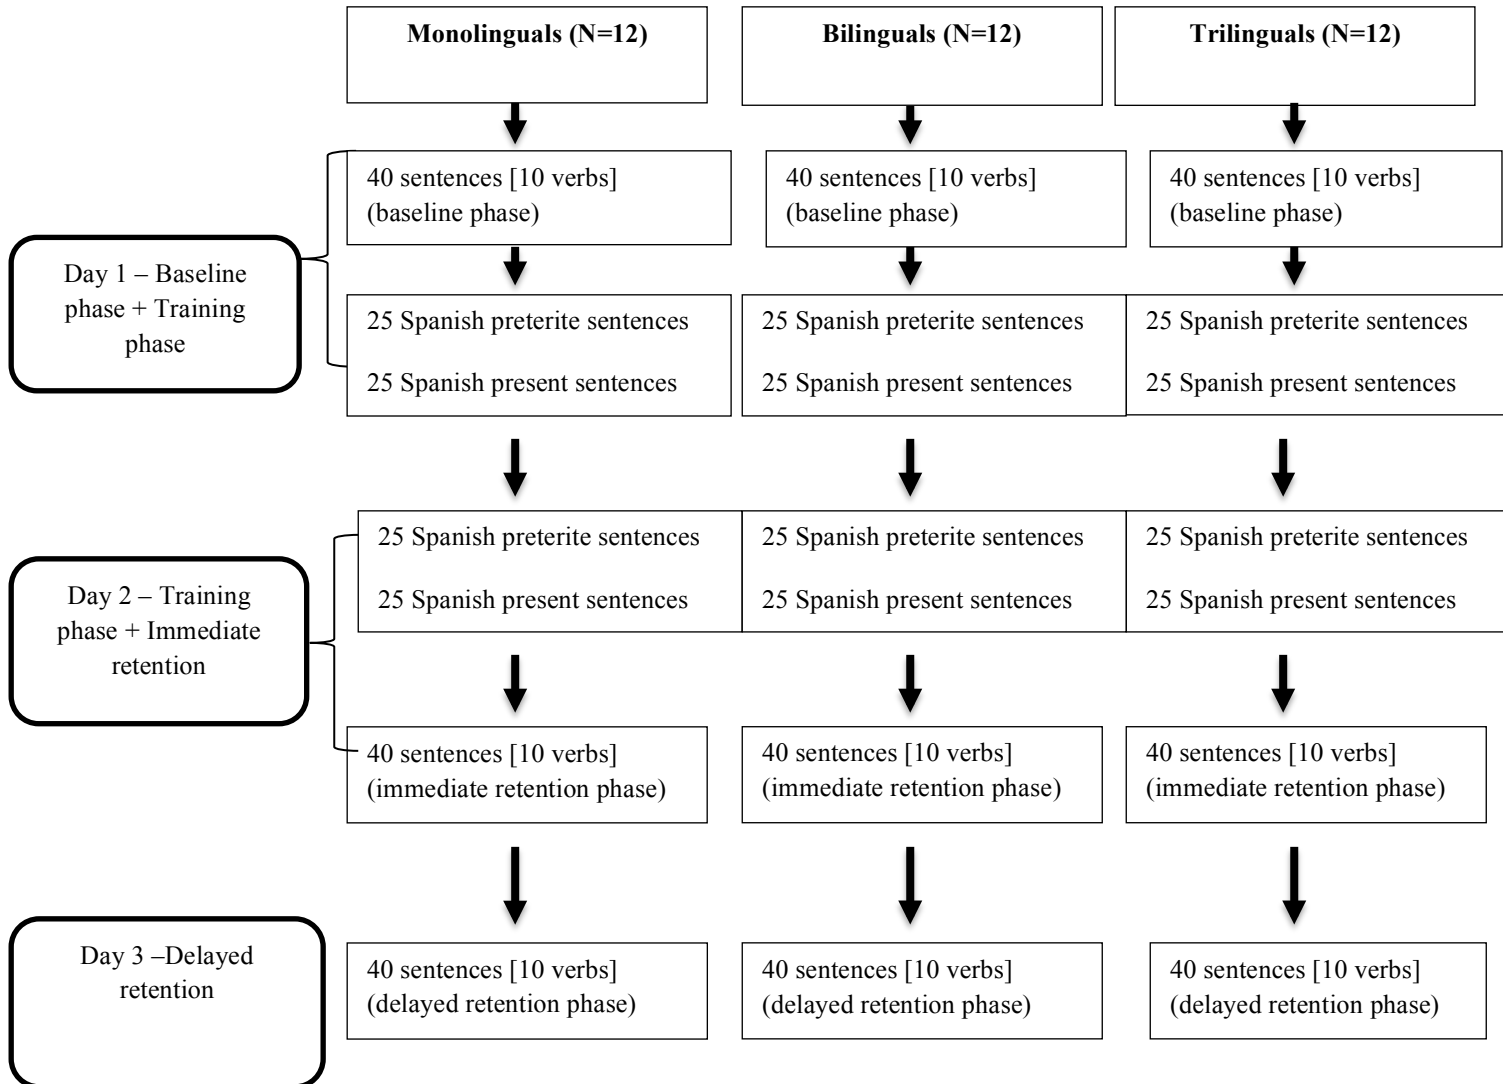 Monolinguals (N=12)
Bilinguals (N=12)
Trilinguals (N=12)
40 sentences [10 verbs]
(baseline phase)
40 sentences [10 verbs]
(baseline phase)
40 sentences [10 verbs]
(baseline phase)
Day 1 – Baseline
phase + Training
phase
25 Spanish preterite sentences
25 Spanish present sentences
25 Spanish preterite sentences
25 Spanish present sentences
25 Spanish preterite sentences
25 Spanish present sentences
Day 2 – Training
phase + Immediate
retention
25 Spanish preterite sentences
25 Spanish present sentences
25 Spanish preterite sentences
25 Spanish present sentences
25 Spanish preterite sentences
25 Spanish present sentences
40 sentences [10 verbs]
(immediate retention phase)
40 sentences [10 verbs]
(immediate retention phase)
40 sentences [10 verbs]
(immediate retention phase)
Day 3 –Delayed
retention
40 sentences [10 verbs]
(delayed retention phase)
40 sentences [10 verbs]
(delayed retention phase)
40 sentences [10 verbs]
(delayed retention phase)